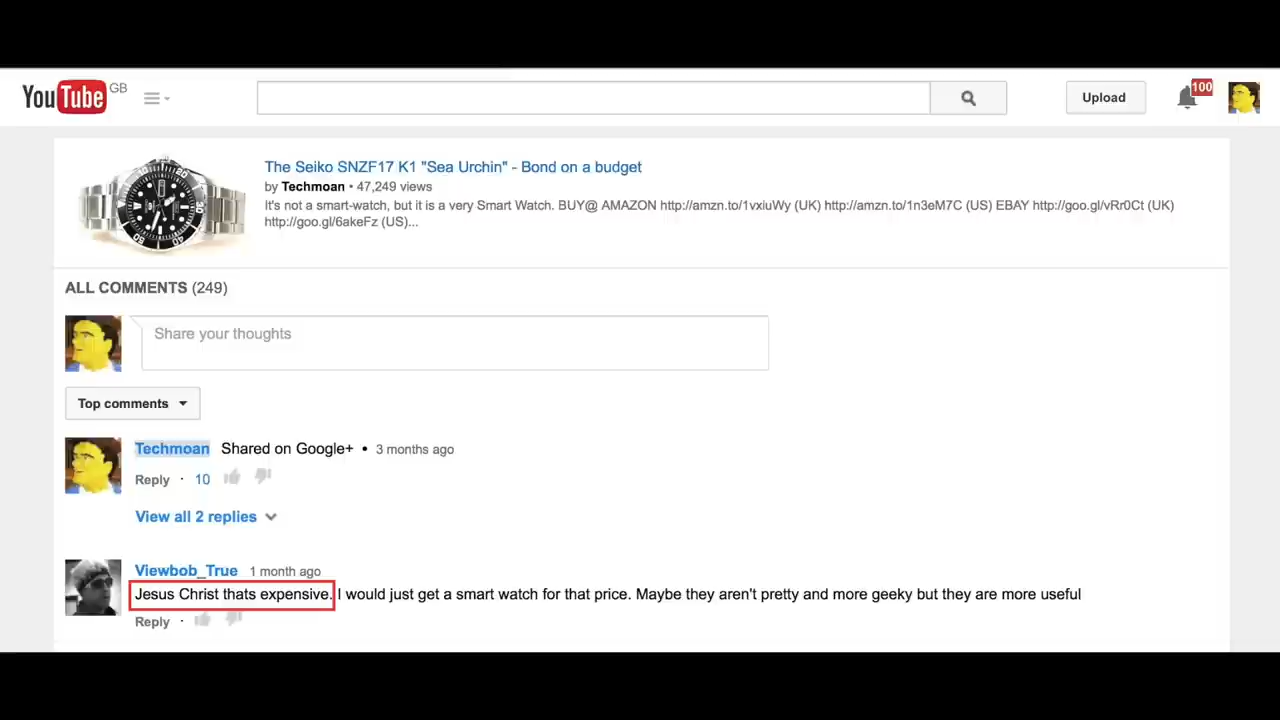 YouTube GB
Upload
100
The Seiko SNZF17 K1 "Sea Urchin" - Bond on a budget
by Techmoan • 47,249 views
It's not a smart-watch, but it is a very Smart Watch. BUY@ AMAZON http://amzn.to/1vxiuWy (UK) http://amzn.to/1n3eM7C (US) EBAY http://goo.gl/vRr0Ct (UK)
http://goo.gl/6akeFz (US)...
ALL COMMENTS (249)
Share your thoughts
Top comments
Techmoan Shared on Google+ • 3 months ago
Reply · 10
View all 2 replies
Viewbob_True 1 month ago
Jesus Christ thats expensive. I would just get a smart watch for that price. Maybe they aren't pretty and more geeky but they are more useful
Reply ·